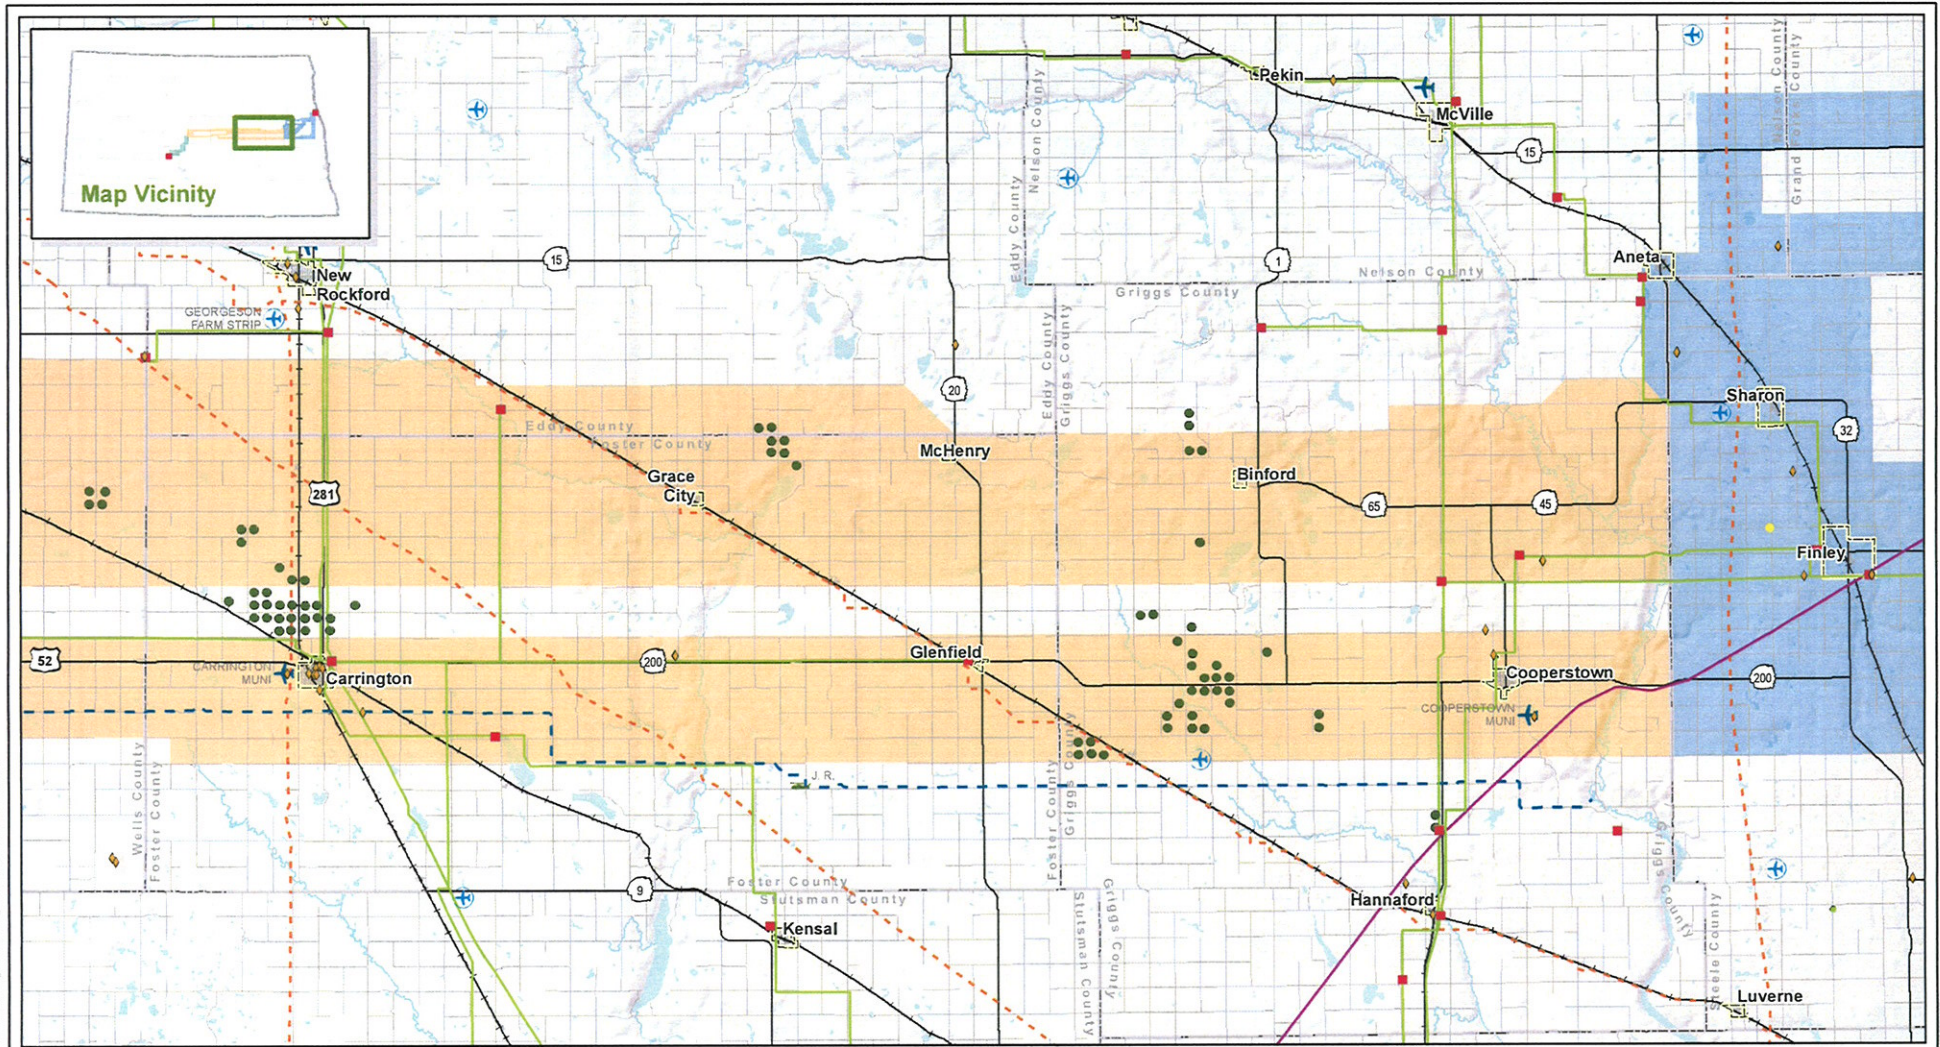 Map Vicinity
Pekin
McVille
15
Nelson County
Grand Forks County
Nelson County
Eddy County
New
Rockford
15
1
Aneta
Nelson County
Griggs County
GEORGESON
FARM STRIP
Eddy County
Griggs County
20
Sharon
32
Eddy County
Foster County
McHenry
Grace
City
Binford
281
65
45
Finley
52
CARRINGTON
MUNI
Carrington
200
Glenfield
Cooperstown
200
COOPERSTOWN
MUNI
Wells County
Foster County
J. R.
Foster County
Griggs County
Griggs County
Steele County
9
Foster County
Stutsman County
Kensal
Stutsman County
Griggs County
Hannaford
Luverne